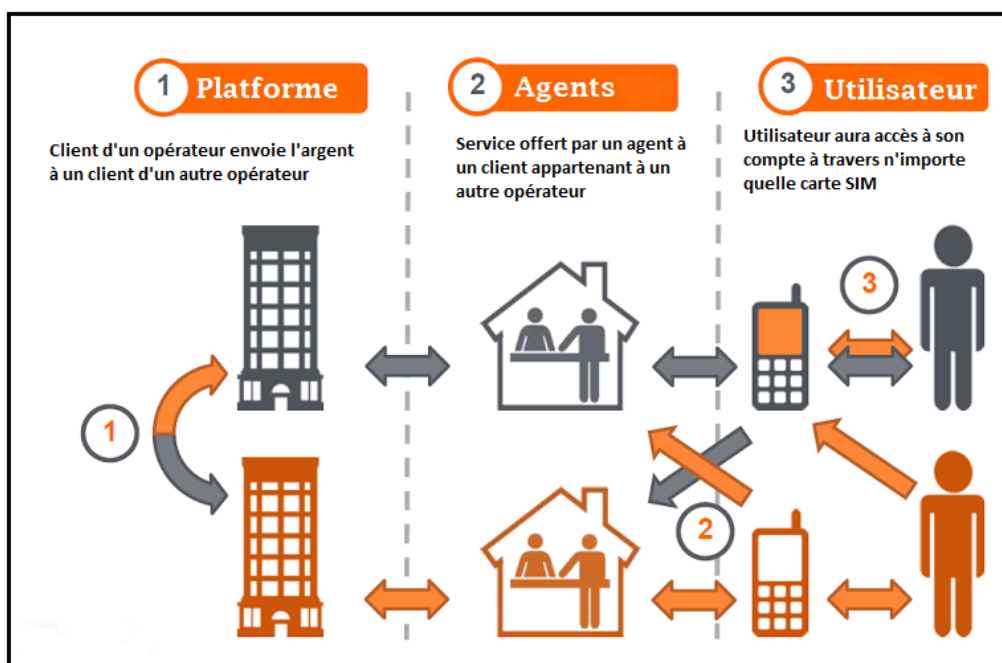 1 Platforme
Client d'un opérateur envoie l'argent
à un client d'un autre opérateur
2 Agents
Service offert par un agent à
un client appartenant à un
autre opérateur
3 Utilisateur
Utilisateur aura accès à son
compte à travers n'importe
quelle carte SIM
3
1
2